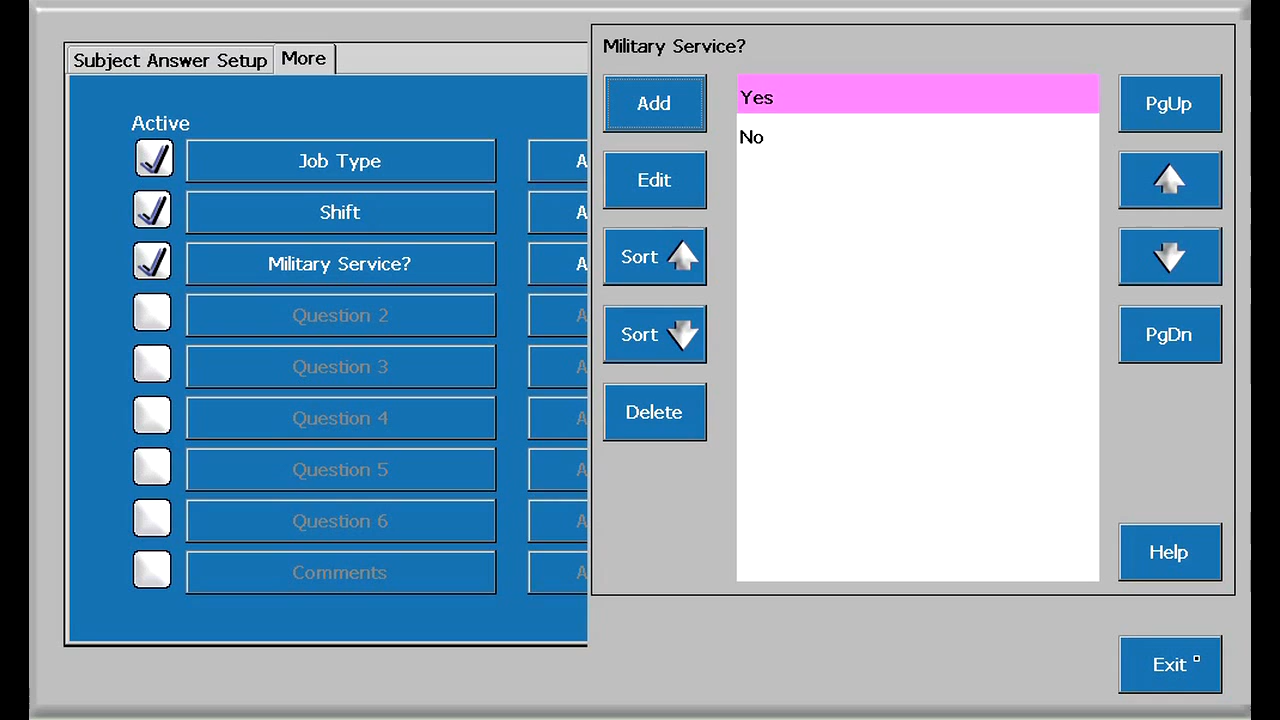 Subject Answer Setup
More
Active
Job Type
A
Shift
A
Military Service?
A
Question 2
A
Question 3
A
Question 4
A
Question 5
A
Question 6
A
Comments
A
Military Service?
Add
Edit
Sort
Sort
Delete
Yes
No
PgUp
PgDn
Help
Exit